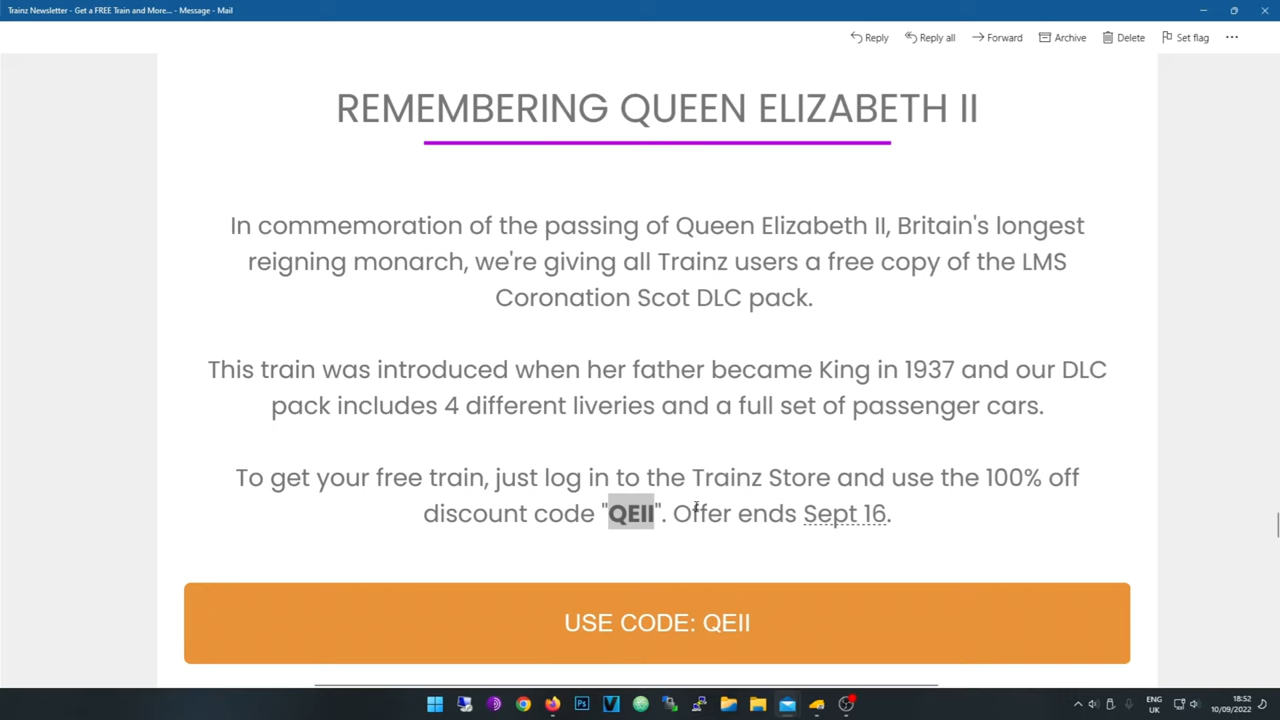 Trainz Newsletter - Get a FREE Train and More... - Message - Mail
Reply Reply all Forward Archive Delete Set flag
REMEMBERING QUEEN ELIZABETH II
In commemoration of the passing of Queen Elizabeth II, Britain's longest
reigning monarch, we're giving all Trainz users a free copy of the LMS
Coronation Scot DLC pack.
This train was introduced when her father became King in 1937 and our DLC
pack includes 4 different liveries and a full set of passenger cars.
To get your free train, just log in to the Trainz Store and use the 100% off
discount code "QEII". Offer ends Sept 16.
USE CODE: QEII
ENG
UK
18:52
10/09/2022